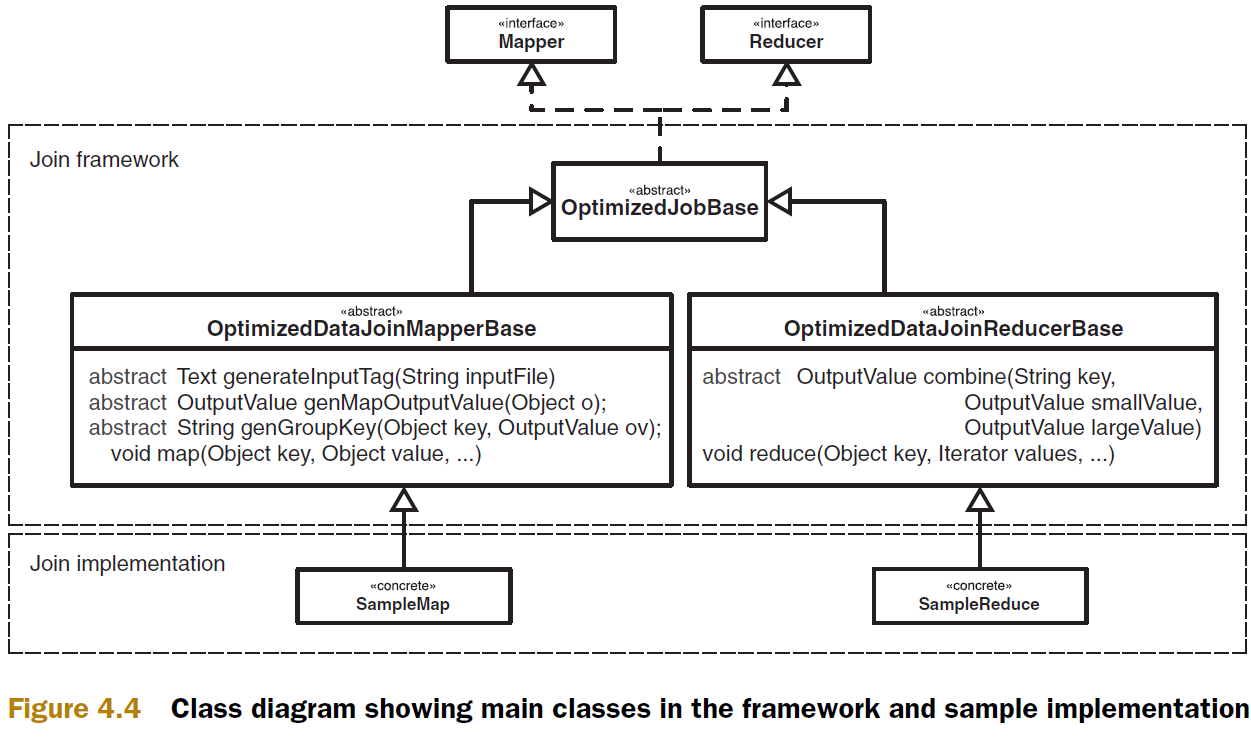 «interface»
Mapper
«interface»
Reducer
Join framework
«abstract»
OptimizedJobBase
«abstract»
OptimizedDataJoinMapperBase
abstract Text generateInputTag(String inputFile)
abstract OutputValue genMapOutputValue(Object o);
abstract String genGroupKey(Object key, OutputValue ov);
void map(Object key, Object value, ...)
«abstract»
OptimizedDataJoinReducerBase
abstract OutputValue combine(String key,
OutputValue smallValue,
OutputValue largeValue)
void reduce(Object key, Iterator values, ...)
Join implementation
«concrete»
SampleMap
«concrete»
SampleReduce
Figure 4.4 Class diagram showing main classes in the framework and sample implementation